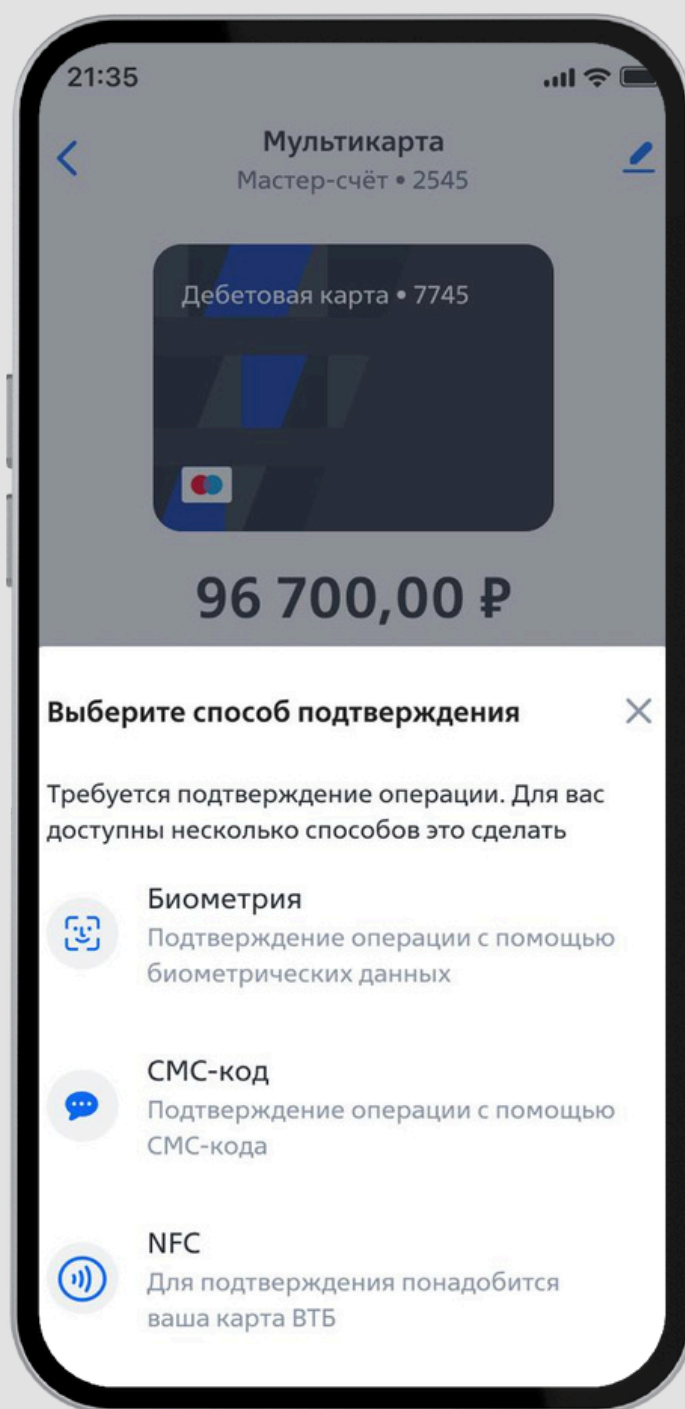 21:35
Мультикарта
Мастер-счёт • 2545
Дебетовая карта • 7745
96 700,00 ₽
Выберите способ подтверждения
Требуется подтверждение операции. Для вас
доступны несколько способов это сделать
Биометрия
Подтверждение операции с помощью
биометрических данных
СМС-код
Подтверждение операции с помощью
СМС-кода
NFC
Для подтверждения понадобится
ваша карта ВТБ